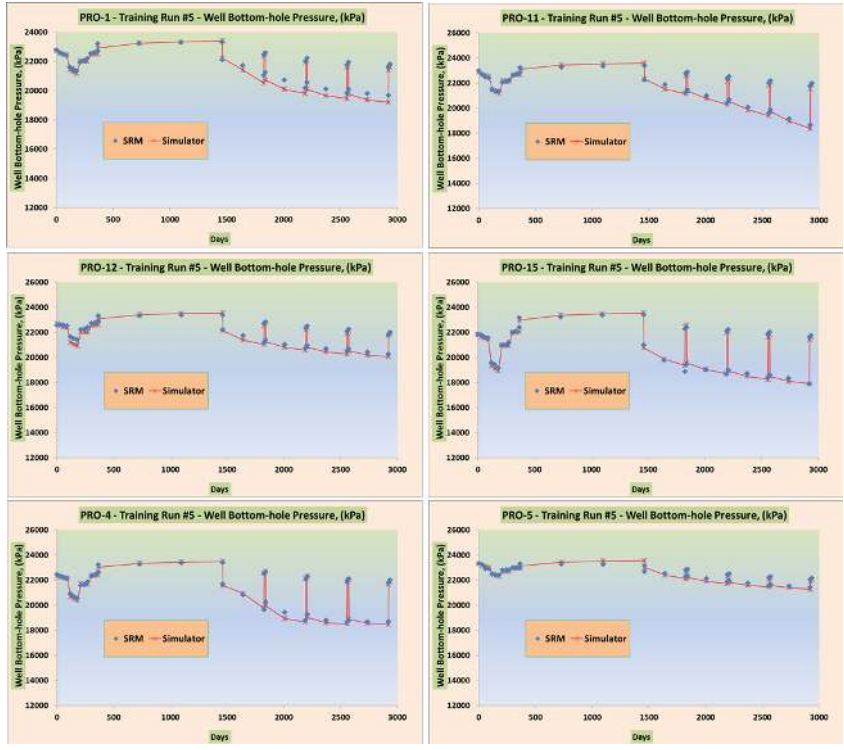 PRO-1 - Training Run #5 - Well Bottom-hole Pressure, (kPa)
Well Bottom-hole Pressure, (kPa)
24000
22000
20000
18000
16000
14000
12000
SRM Simulator
0 500 1000 1500 2000 2500 3000
Days
PRO-11 - Training Run #5 - Well Bottom-hole Pressure, (kPa)
Well Bottom-hole Pressure, (kPa)
26000
24000
22000
20000
18000
16000
14000
12000
SRM Simulator
0 500 1000 1500 2000 2500 3000
Days
PRO-12 - Training Run #5 - Well Bottom-hole Pressure, (kPa)
Well Bottom-hole Pressure, (kPa)
26000
24000
22000
20000
18000
16000
14000
12000
SRM Simulator
0 500 1000 1500 2000 2500 3000
Days
PRO-15 - Training Run #5 - Well Bottom-hole Pressure, (kPa)
Well Bottom-hole Pressure, (kPa)
26000
24000
22000
20000
18000
16000
14000
12000
SRM Simulator
0 500 1000 1500 2000 2500 3000
Days
PRO-4 - Training Run #5 - Well Bottom-hole Pressure, (kPa)
Well Bottom-hole Pressure, (kPa)
26000
24000
22000
20000
18000
16000
14000
12000
SRM Simulator
0 500 1000 1500 2000 2500 3000
Days
PRO-5 - Training Run #5 - Well Bottom-hole Pressure, (kPa)
Well Bottom-hole Pressure, (kPa)
26000
24000
22000
20000
18000
16000
14000
12000
SRM Simulator
0 500 1000 1500 2000 2500 3000
Days